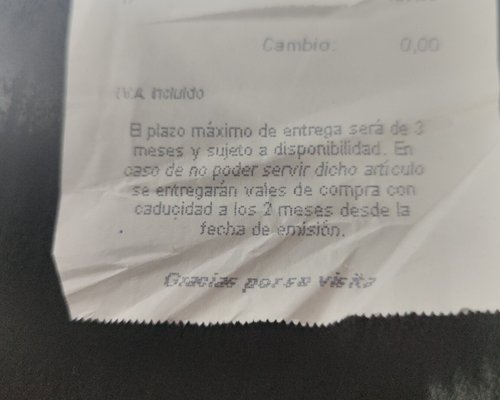 Cambio: 0,00
I.V.A. Incluido
El plazo máximo de entrega será de 3
meses y sujeto a disponibilidad. En
caso de no poder servir dicho artículo
se entregarán vales de compra con
caducidad a los 2 meses desde la
fecha de emisión.
Gracias por su visita